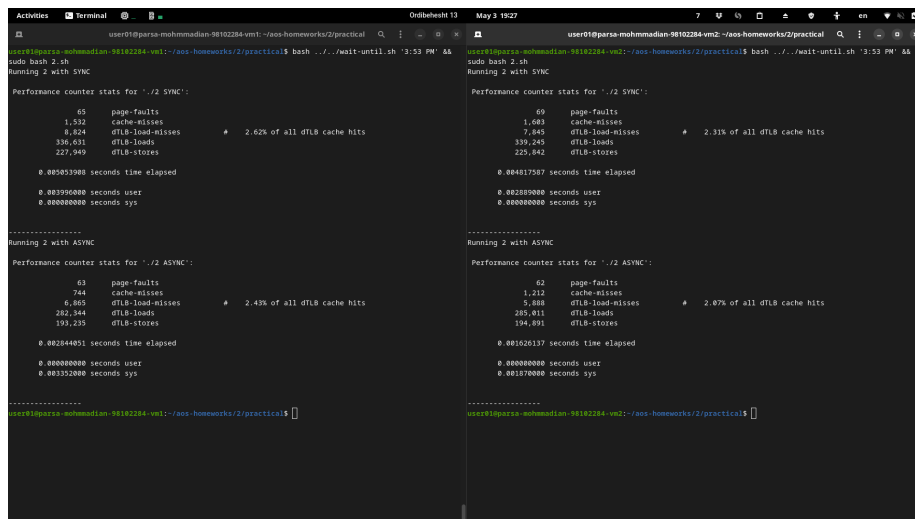 Activities Terminal Ordibehesht 13 May 3 19:27 7 en
user01@parsa-mohmmadian-98102284-vm1: ~/aos-homeworks/2/practical
user01@parsa-mohmmadian-98102284-vm1:~/aos-homeworks/2/practical$ bash ../../wait-until.sh '3:53 PM' &&
sudo bash 2.sh
Running 2 with SYNC
Performance counter stats for './2 SYNC':
65 page-faults
1,532 cache-misses
8,824 dTLB-load-misses # 2.62% of all dTLB cache hits
336,631 dTLB-loads
227,949 dTLB-stores
0.005053908 seconds time elapsed
0.003996000 seconds user
0.000000000 seconds sys
-----------------
Running 2 with ASYNC
Performance counter stats for './2 ASYNC':
63 page-faults
744 cache-misses
6,865 dTLB-load-misses # 2.43% of all dTLB cache hits
282,344 dTLB-loads
193,235 dTLB-stores
0.002844051 seconds time elapsed
0.000000000 seconds user
0.003352000 seconds sys
-----------------
user01@parsa-mohmmadian-98102284-vm1:~/aos-homeworks/2/practical$
user01@parsa-mohmmadian-98102284-vm2: ~/aos-homeworks/2/practical
user01@parsa-mohmmadian-98102284-vm2:~/aos-homeworks/2/practical$ bash ../../wait-until.sh '3:53 PM' &&
sudo bash 2.sh
Running 2 with SYNC
Performance counter stats for './2 SYNC':
69 page-faults
1,603 cache-misses
7,845 dTLB-load-misses # 2.31% of all dTLB cache hits
339,245 dTLB-loads
225,842 dTLB-stores
0.004817587 seconds time elapsed
0.002889000 seconds user
0.000000000 seconds sys
-----------------
Running 2 with ASYNC
Performance counter stats for './2 ASYNC':
62 page-faults
1,212 cache-misses
5,888 dTLB-load-misses # 2.07% of all dTLB cache hits
285,011 dTLB-loads
194,891 dTLB-stores
0.001626137 seconds time elapsed
0.000000000 seconds user
0.001870000 seconds sys
-----------------
user01@parsa-mohmmadian-98102284-vm2:~/aos-homeworks/2/practical$